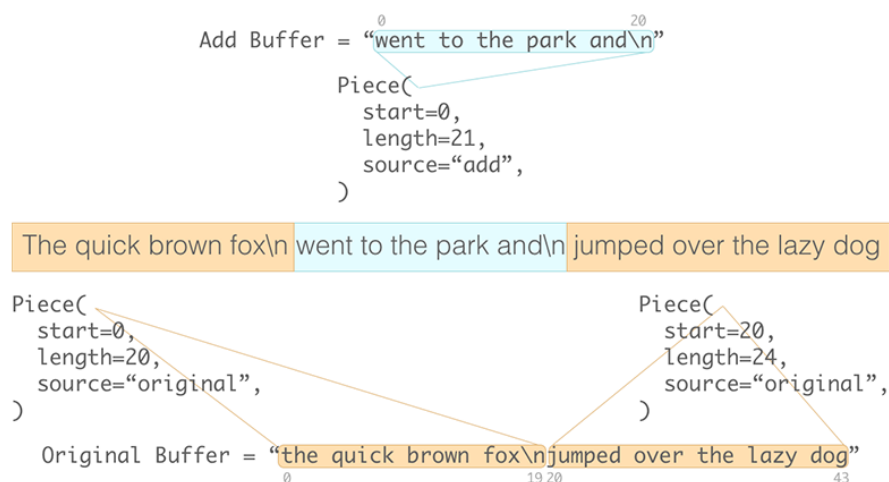 0 20
Add Buffer = “went to the park and\n”
Piece(
start=0,
length=21,
source=“add”,
)
The quick brown fox\n went to the park and\n jumped over the lazy dog
Piece(
start=0,
length=20,
source=“original”,
)
Piece(
start=20,
length=24,
source=“original”,
)
Original Buffer = “the quick brown fox\njumped over the lazy dog”
0 19 20 43